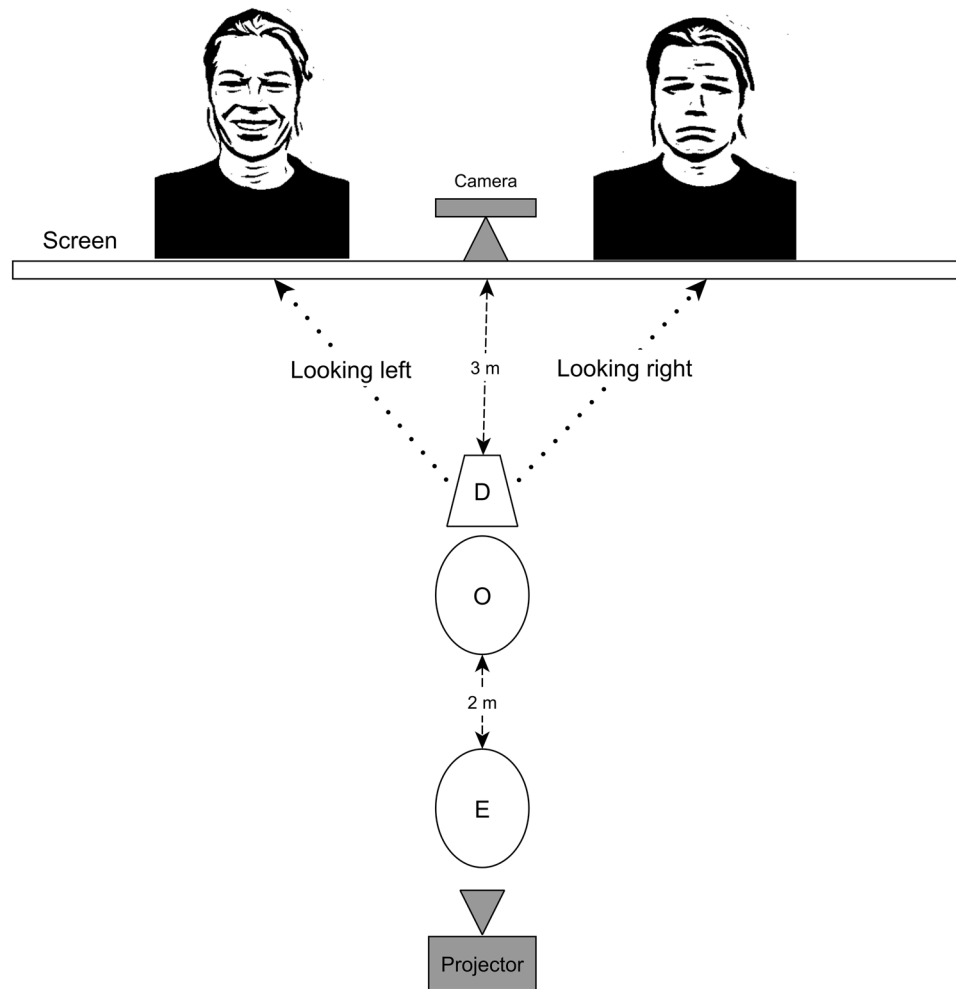 Camera
Screen
Looking left
3 m
Looking right
D
O
2 m
E
Projector